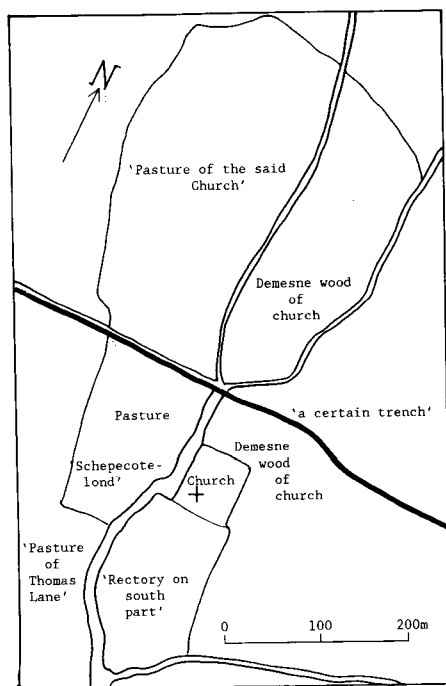 N
‘Pasture of the said
Church’
Demesne wood
of
church
Pasture
‘a certain trench’
‘Schepecote-
lond’
Church
Demesne
wood
of
church
‘Pasture
of
Thomas
Lane’
‘Rectory on
south
part’
0 100 200m